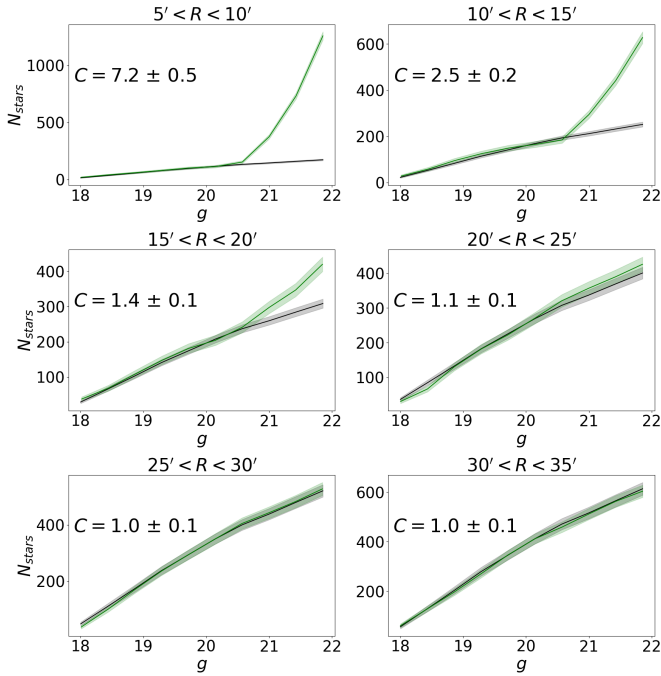 5′ < R < 10′
10′ < R < 15′
C = 7.2 ± 0.5
C = 2.5 ± 0.2
N_stars
1000
500
0
600
400
200
0
18 19 20 21 22
18 19 20 21 22
g
g
15′ < R < 20′
20′ < R < 25′
C = 1.4 ± 0.1
C = 1.1 ± 0.1
N_stars
400
300
200
100
400
300
200
100
18 19 20 21 22
18 19 20 21 22
g
g
25′ < R < 30′
30′ < R < 35′
C = 1.0 ± 0.1
C = 1.0 ± 0.1
N_stars
400
200
600
400
200
18 19 20 21 22
18 19 20 21 22
g
g